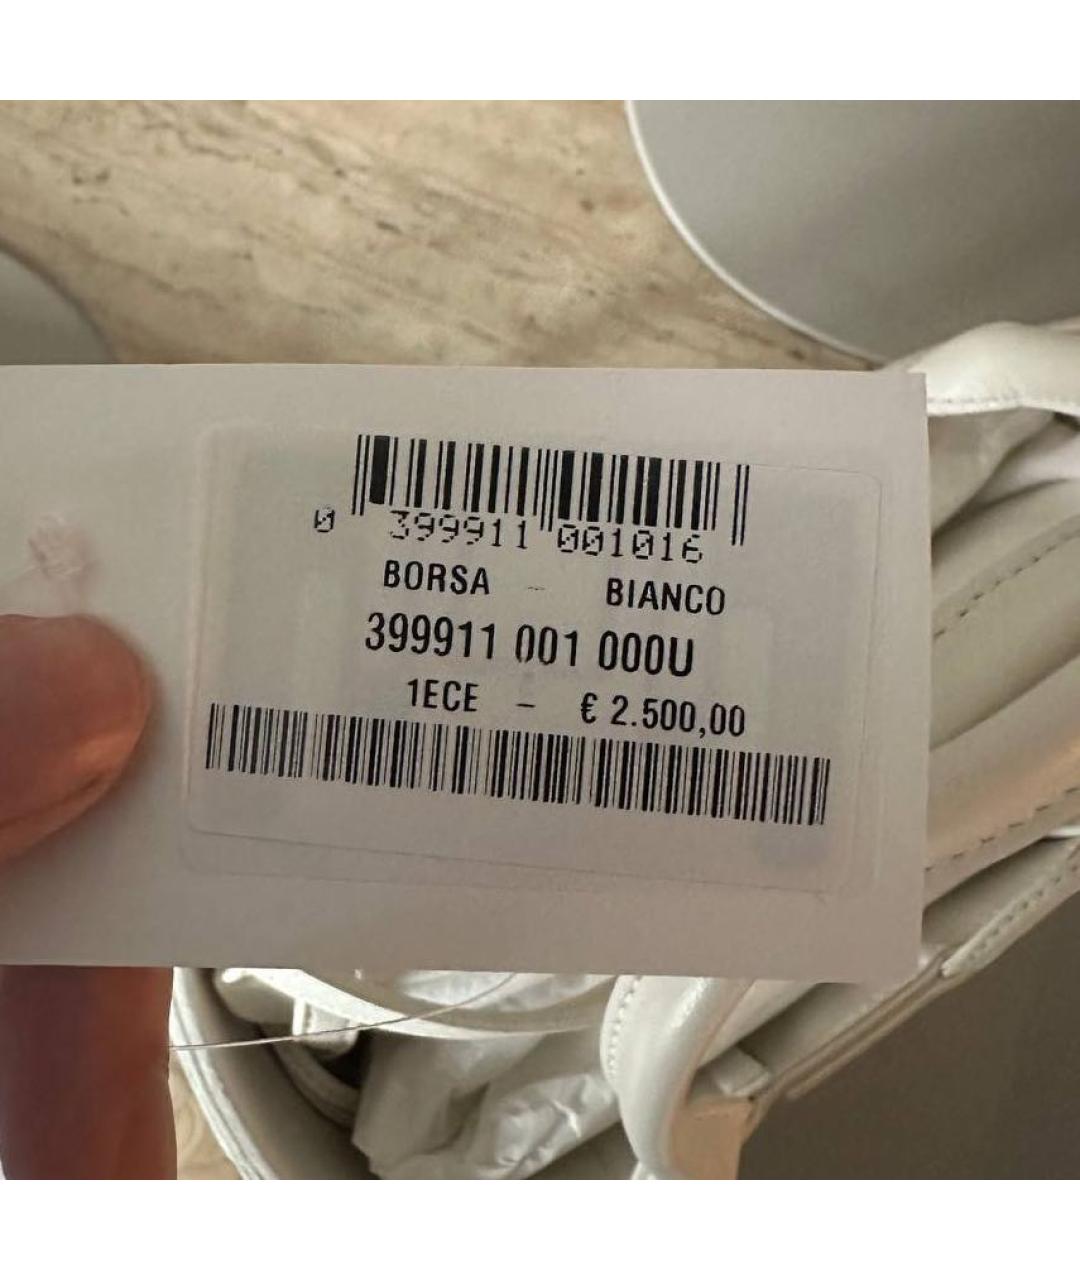 0 399911 001016
BORSA - BIANCO
399911 001 000U
1ECE - € 2.500,00